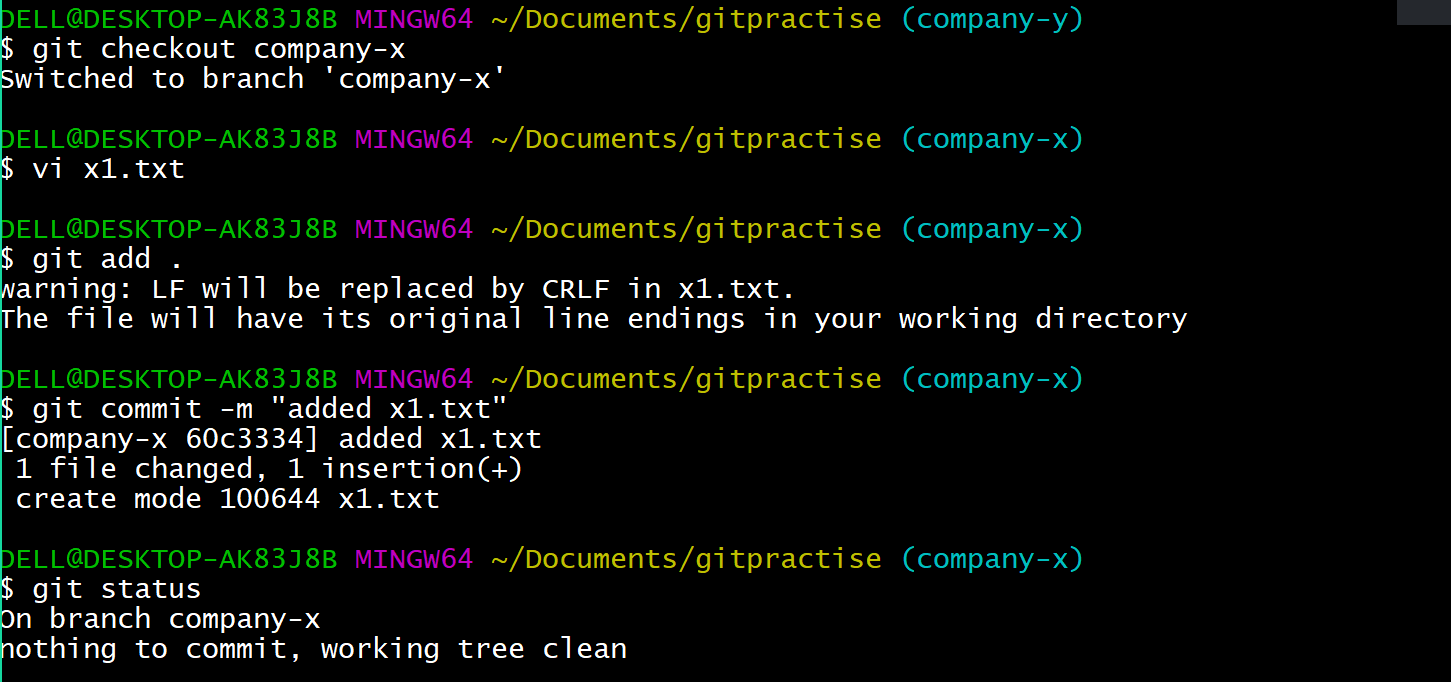 DELL@DESKTOP-AK83J8B MINGW64 ~/Documents/gitpractise (company-y)
$ git checkout company-x
Switched to branch 'company-x'
DELL@DESKTOP-AK83J8B MINGW64 ~/Documents/gitpractise (company-x)
$ vi x1.txt
DELL@DESKTOP-AK83J8B MINGW64 ~/Documents/gitpractise (company-x)
$ git add .
warning: LF will be replaced by CRLF in x1.txt.
The file will have its original line endings in your working directory
DELL@DESKTOP-AK83J8B MINGW64 ~/Documents/gitpractise (company-x)
$ git commit -m "added x1.txt"
[company-x 60c3334] added x1.txt
 1 file changed, 1 insertion(+)
 create mode 100644 x1.txt
DELL@DESKTOP-AK83J8B MINGW64 ~/Documents/gitpractise (company-x)
$ git status
On branch company-x
nothing to commit, working tree clean